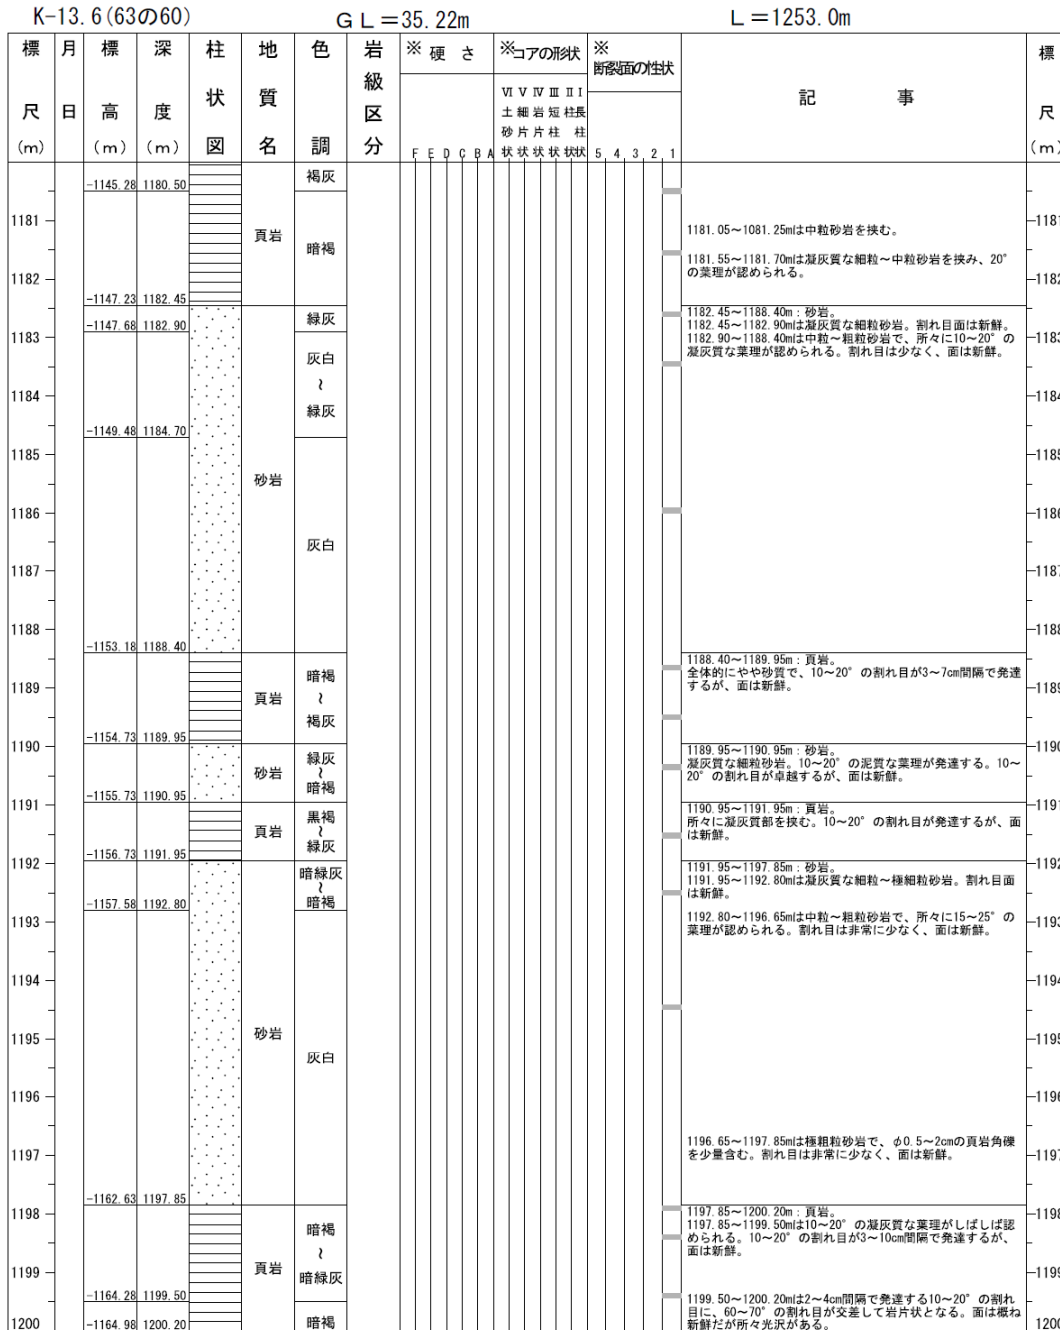 K-13.6(63の60) GL=35.22m L=1253.0m
標尺(m) 月日 標高(m) 深度(m) 柱状図 地質名 色調 岩級区分 ※硬さ ※コアの形状 ※断裂面の性状 記事 標尺(m)
Ⅵ土砂状 Ⅴ細片状 Ⅳ岩片状 Ⅲ短柱状 Ⅱ柱状 Ⅰ長柱状
F E D C B A 5 4 3 2 1
褐灰
-1145.28 1180.50
1181 1181
頁岩
暗褐
1181.05~1081.25mは中粒砂岩を挟む。
1181.55~1181.70mは凝灰質な細粒~中粒砂岩を挟み、20°
の葉理が認められる。
1182 1182
-1147.23 1182.45
1182.45~1188.40m:砂岩。
緑灰
1182.45~1182.90mは凝灰質な細粒砂岩。割れ目面は新鮮。
-1147.68 1182.90
1183 1183
1182.90~1188.40mは中粒~粗粒砂岩で、所々に10~20°の
凝灰質な葉理が認められる。割れ目は少なく、面は新鮮。
灰白
~
緑灰
1184 1184
-1149.48 1184.70
1185 1185
砂岩
1186 1186
灰白
1187 1187
1188 1188
-1153.18 1188.40
1188.40~1189.95m:頁岩。
全体的にやや砂質で、10~20°の割れ目が3~7cm間隔で発達
するが、面は新鮮。
暗褐
~
褐灰
1189 1189
頁岩
-1154.73 1189.95
1190 1190
1189.95~1190.95m:砂岩。
凝灰質な細粒砂岩。10~20°の泥質な葉理が発達する。10~
20°の割れ目が卓越するが、面は新鮮。
緑灰
~
暗褐
砂岩
-1155.73 1190.95
1191 1191
1190.95~1191.95m:頁岩。
所々に凝灰質部を挟む。10~20°の割れ目が発達するが、面
は新鮮。
黒褐
~
緑灰
頁岩
-1156.73 1191.95
1192 1192
1191.95~1197.85m:砂岩。
1191.95~1192.80mは凝灰質な細粒~極細粒砂岩。割れ目面
は新鮮。
暗緑灰
~
暗褐
-1157.58 1192.80
1193 1193
1192.80~1196.65mは中粒~粗粒砂岩で、所々に15~25°の
葉理が認められる。割れ目は非常に少なく、面は新鮮。
1194 1194
1195 1195
砂岩
灰白
1196 1196
1196.65~1197.85mは極粗粒砂岩で、φ0.5~2cmの頁岩角礫
を少量含む。割れ目は非常に少なく、面は新鮮。
1197 1197
-1162.63 1197.85
1198 1198
1197.85~1200.20m:頁岩。
1197.85~1199.50mは10~20°の凝灰質な葉理がしばしば認
められる。10~20°の割れ目が3~10cm間隔で発達するが、
面は新鮮。
暗褐
~
暗緑灰
1199 1199
頁岩
-1164.28 1199.50
1199.50~1200.20mは2~4cm間隔で発達する10~20°の割れ
目に、60~70°の割れ目が交差して岩片状となる。面は概ね
新鮮だが所々光沢がある。
1200 -1164.98 1200.20 暗褐 1200